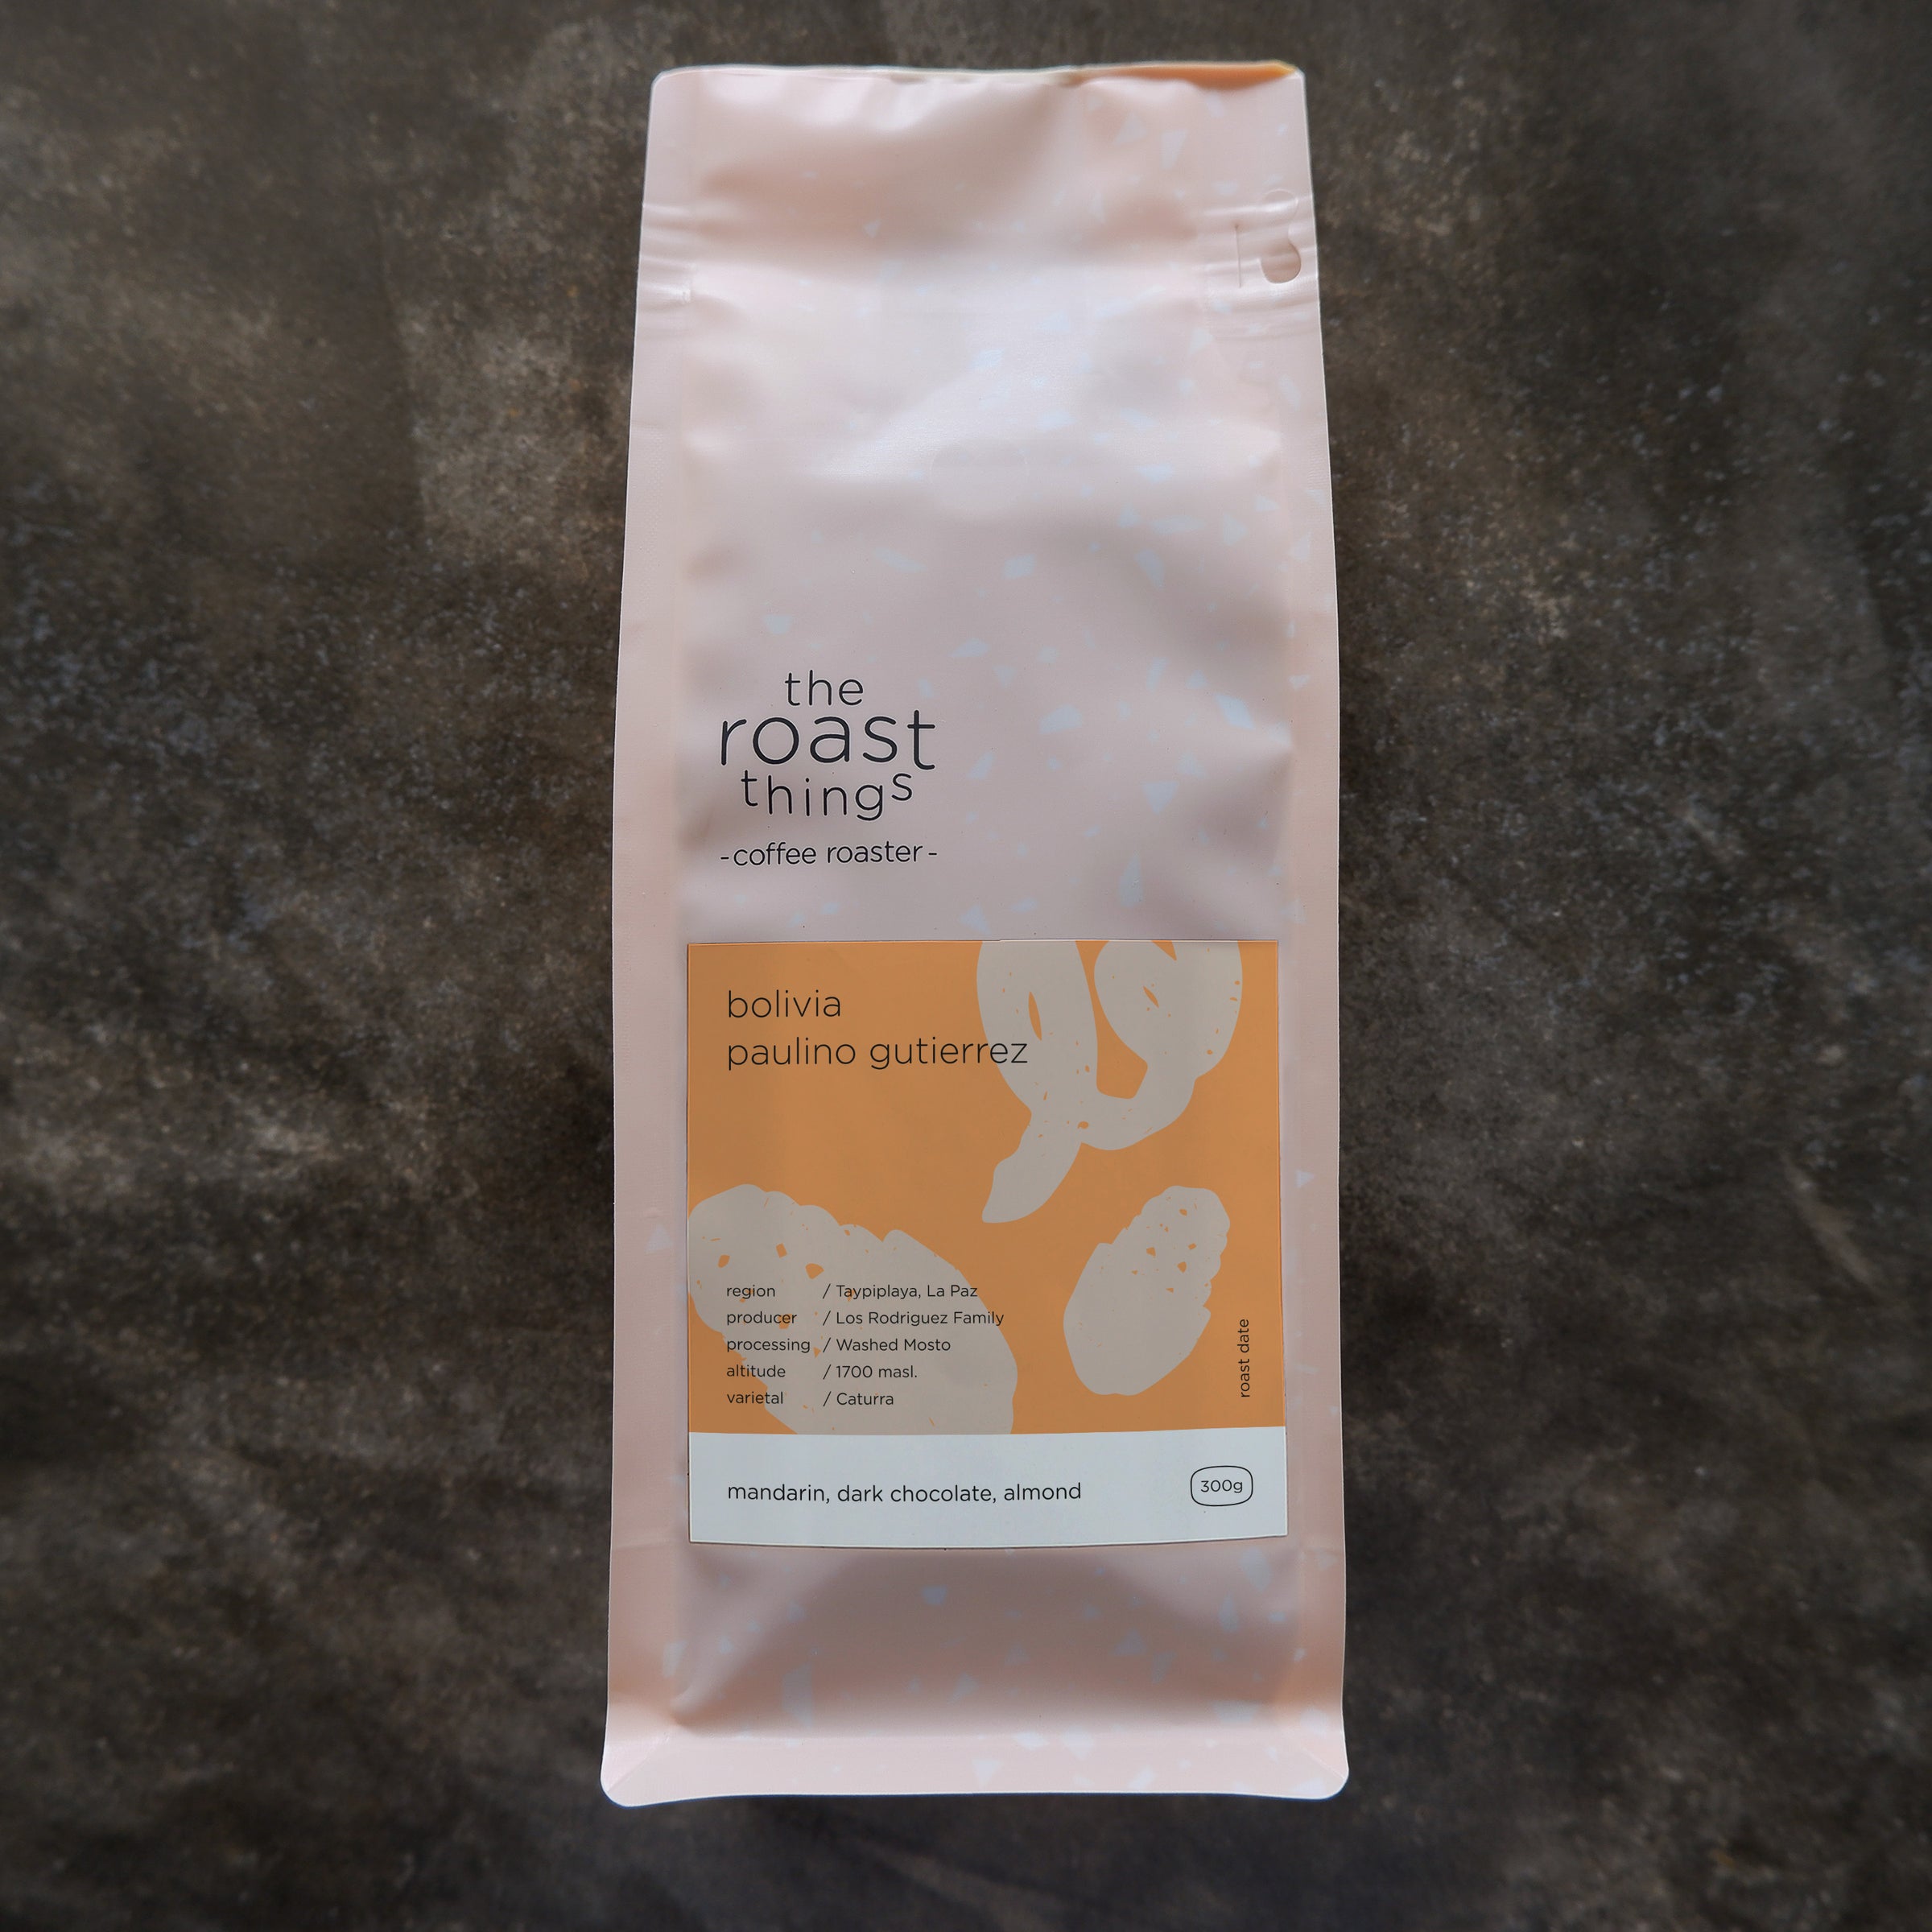 the
roast
things
-coffee roaster-
bolivia
paulino gutierrez
region / Taypiplaya, La Paz
producer / Los Rodriguez Family
processing / Washed Mosto
altitude / 1700 masl.
varietal / Caturra
roast date
mandarin, dark chocolate, almond
300g